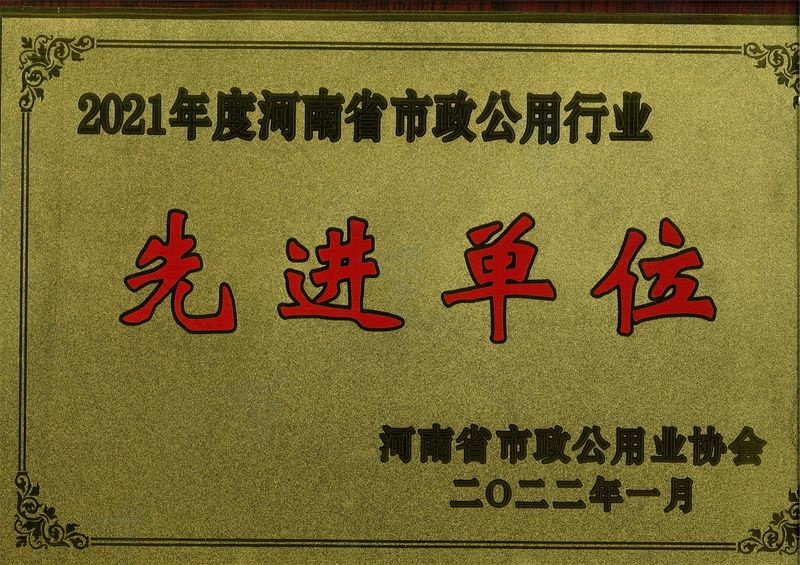 2021年度河南省市政公用行业
先进单位
河南省市政公用业协会
二〇二二年一月